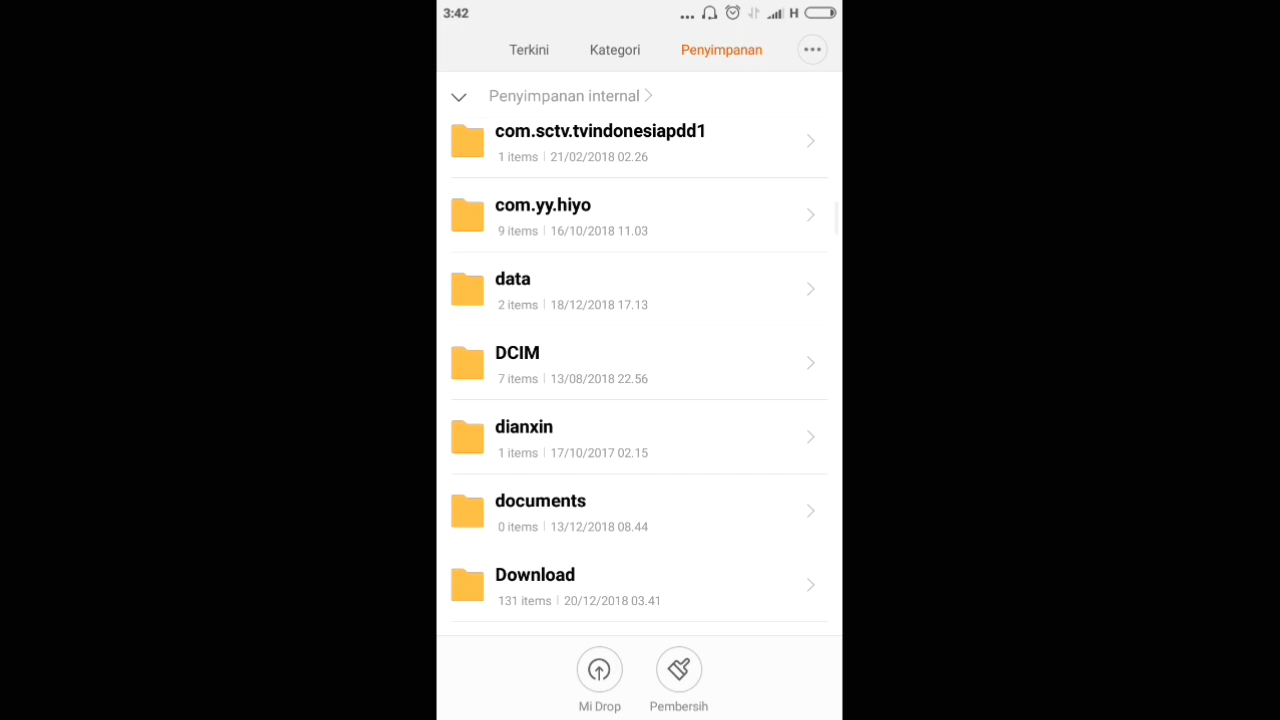 3:42
H
Terkini Kategori Penyimpanan
Penyimpanan internal
com.sctv.tvindonesiapdd1
1 items | 21/02/2018 02.26
com.yy.hiyo
9 items | 16/10/2018 11.03
data
2 items | 18/12/2018 17.13
DCIM
7 items | 13/08/2018 22.56
dianxin
1 items | 17/10/2017 02.15
documents
0 items | 13/12/2018 08.44
Download
131 items | 20/12/2018 03.41
Mi Drop Pembersih